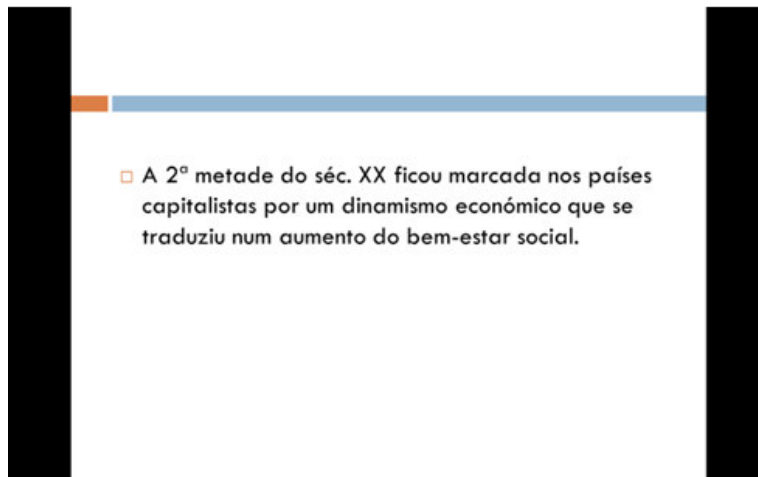 A 2ª metade do séc. XX ficou marcada nos países
capitalistas por um dinamismo económico que se
traduziu num aumento do bem-estar social.